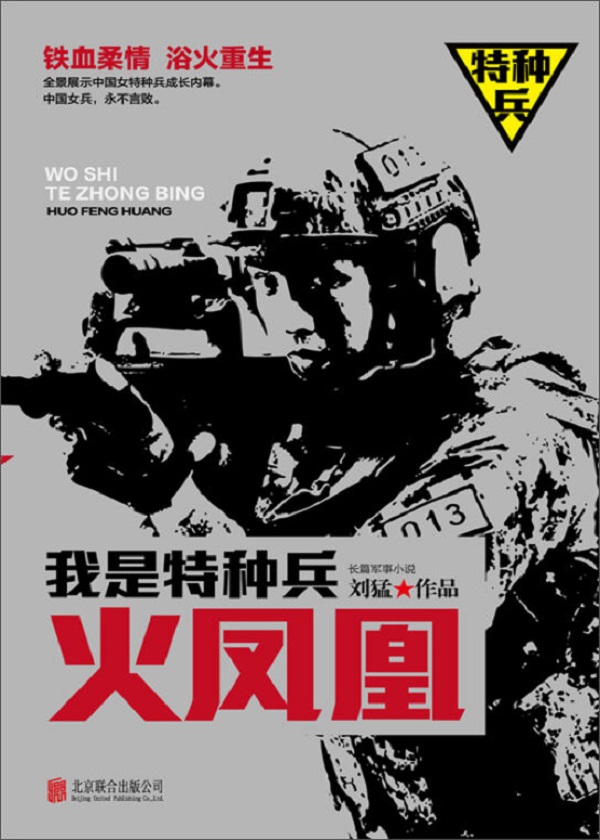 铁血柔情 浴火重生
全景展示中国女特种兵成长内幕。
中国女兵，永不言败。
特种
兵
WO SHI
TE ZHONG BING
HUO FENG HUANG
013
013
我是特种兵
长篇军事小说
刘猛★作品
火凤凰
北京联合出版公司
Beijing United Publishing Co.,Ltd.